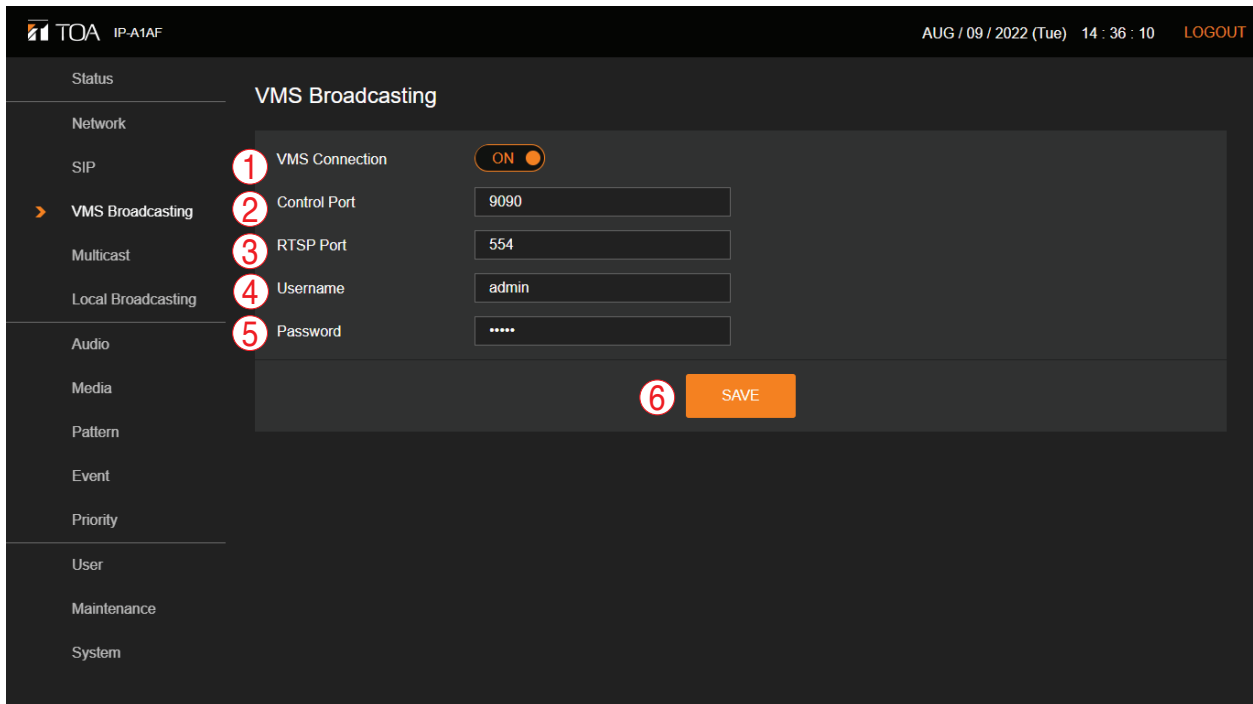 TOA IP-A1AF AUG / 09 / 2022 (Tue) 14 : 36 : 10 LOGOUT
Status
Network
SIP
VMS Broadcasting
Multicast
Local Broadcasting
Audio
Media
Pattern
Event
Priority
User
Maintenance
System
VMS Broadcasting
1 VMS Connection ON
2 Control Port 9090
3 RTSP Port 554
4 Username admin
5 Password •••••
6 SAVE